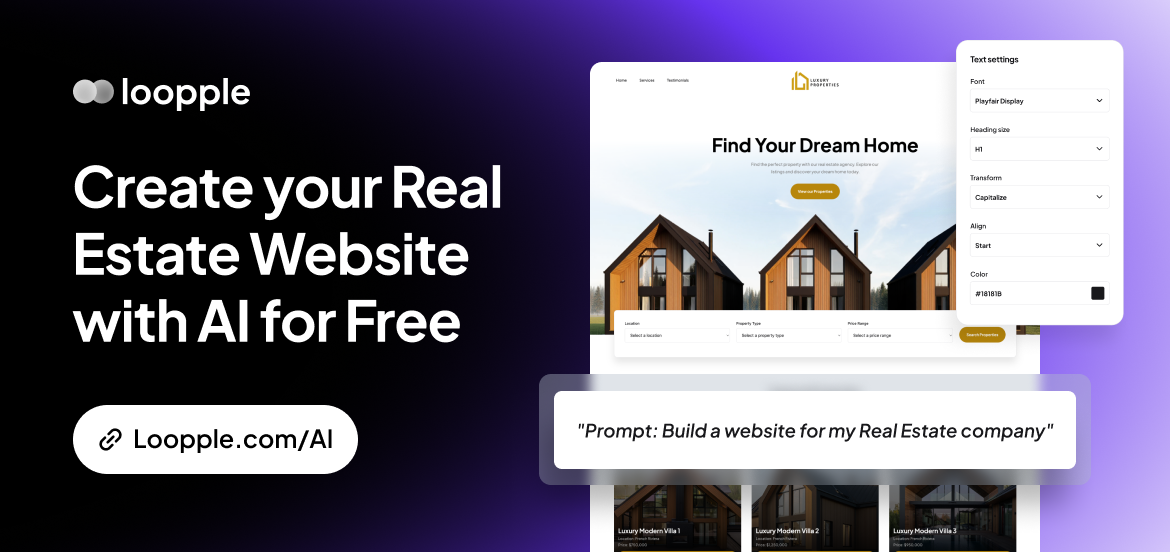 loopple
Create your Real
Estate Website
with AI for Free
Loopple.com/AI
Home Services Testimonials
LUXURY
PROPERTIES
Find Your Dream Home
Find the perfect property with our real estate agency. Explore our
listings and discover your dream home today.
View our Properties
Location Property Type Price Range
Select a location Select a property type Select a price range Search Properties
Text settings
Font
Playfair Display
Heading size
H1
Transform
Capitalize
Align
Start
Color
#18181B
"Prompt: Build a website for my Real Estate company"
Luxury Modern Villa 1 Luxury Modern Villa 2 Luxury Modern Villa 3
Location: French Riviera Location: French Riviera Location: French Riviera
Price: $750.000 Price: $1.250.000 Price: $950.000